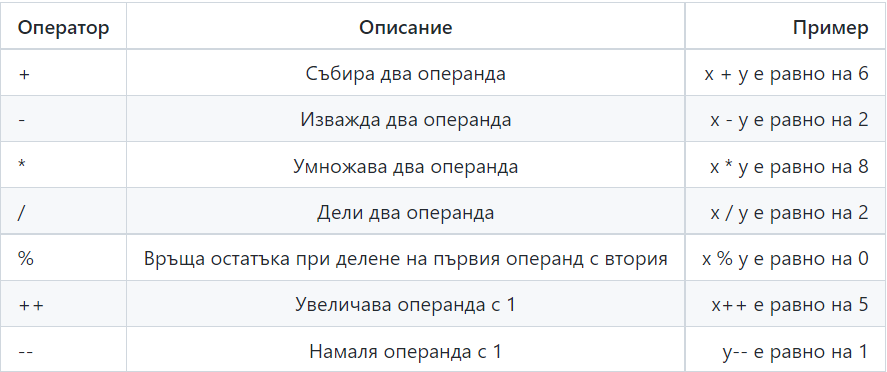 Оператор Описание Пример
+ Събира два операнда x + y е равно на 6
- Изважда два операнда x - y е равно на 2
* Умножава два операнда x * y е равно на 8
/ Дели два операнда x / y е равно на 2
% Връща остатъка при делене на първия операнд с втория x % y е равно на 0
++ Увеличава операнда с 1 x++ е равно на 5
-- Намаля операнда с 1 y-- е равно на 1